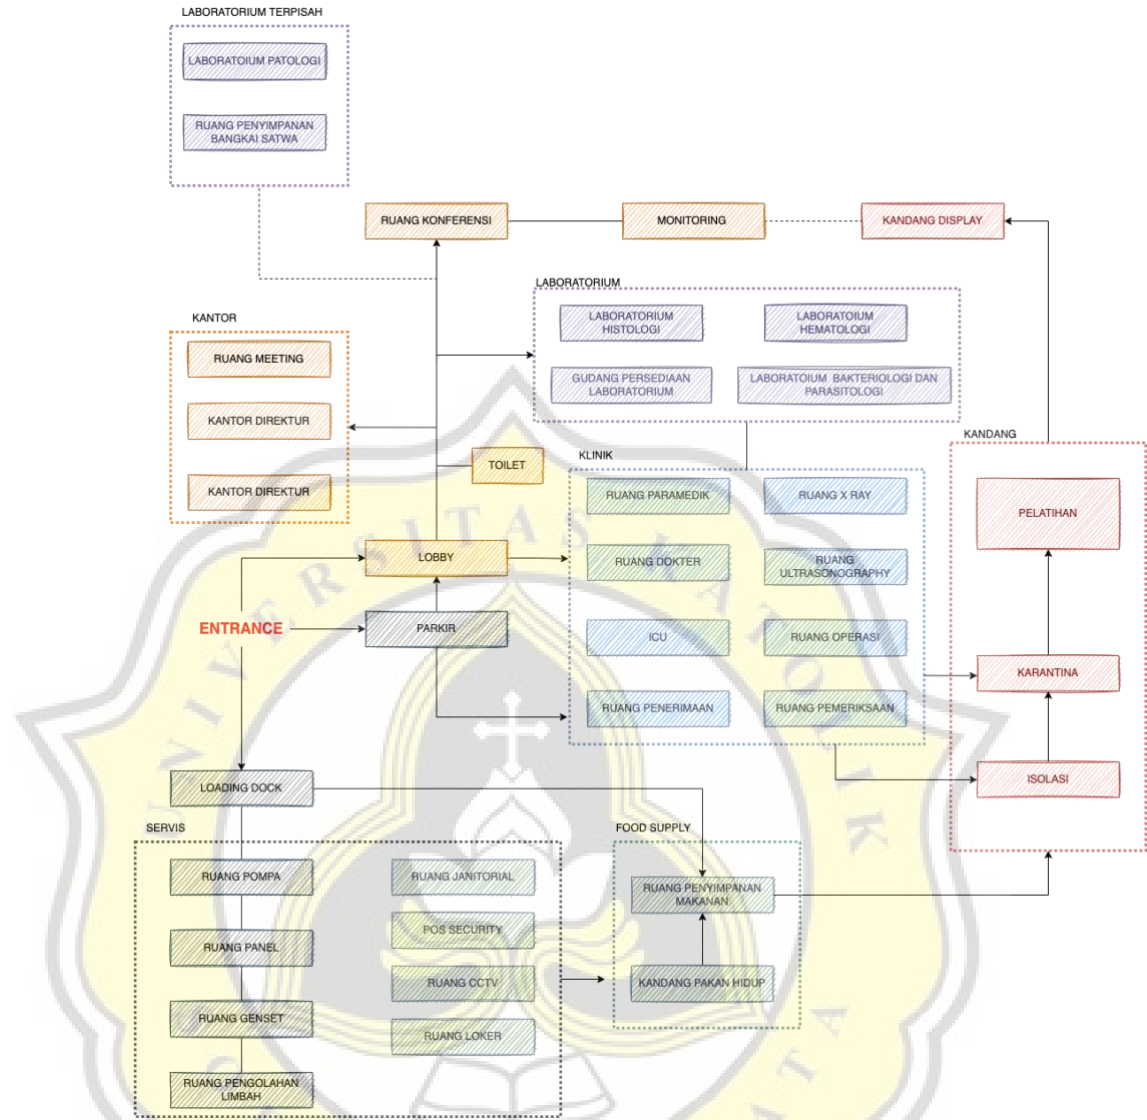 LABORATORIUM TERPISAH
LABORATOIUM PATOLOGI
RUANG PENYIMPANAN
BANGKAI SATWA
RUANG KONFERENSI
MONITORING
KANDANG DISPLAY
LABORATORIUM
LABORATORIUM
HISTOLOGI
LABORATOIUM
HEMATOLOGI
GUDANG PERSEDIAAN
LABORATORIUM
LABORATOIUM BAKTERIOLOGI DAN
PARASITOLOGI
KANTOR
RUANG MEETING
KANTOR DIREKTUR
KANTOR DIREKTUR
TOILET
LOBBY
ENTRANCE
PARKIR
KLINIK
RUANG PARAMEDIK
RUANG X RAY
RUANG DOKTER
RUANG
ULTRASONOGRAPHY
ICU
RUANG OPERASI
RUANG PENERIMAAN
RUANG PEMERIKSAAN
KANDANG
PELATIHAN
KARANTINA
ISOLASI
LOADING DOCK
SERVIS
RUANG POMPA
RUANG JANITORIAL
POS SECURITY
RUANG PANEL
RUANG CCTV
RUANG GENSET
RUANG LOKER
RUANG PENGOLAHAN
LIMBAH
FOOD SUPPLY
RUANG PENYIMPANAN
MAKANAN
KANDANG PAKAN HIDUP
UNIVERSITAS KATOLIK